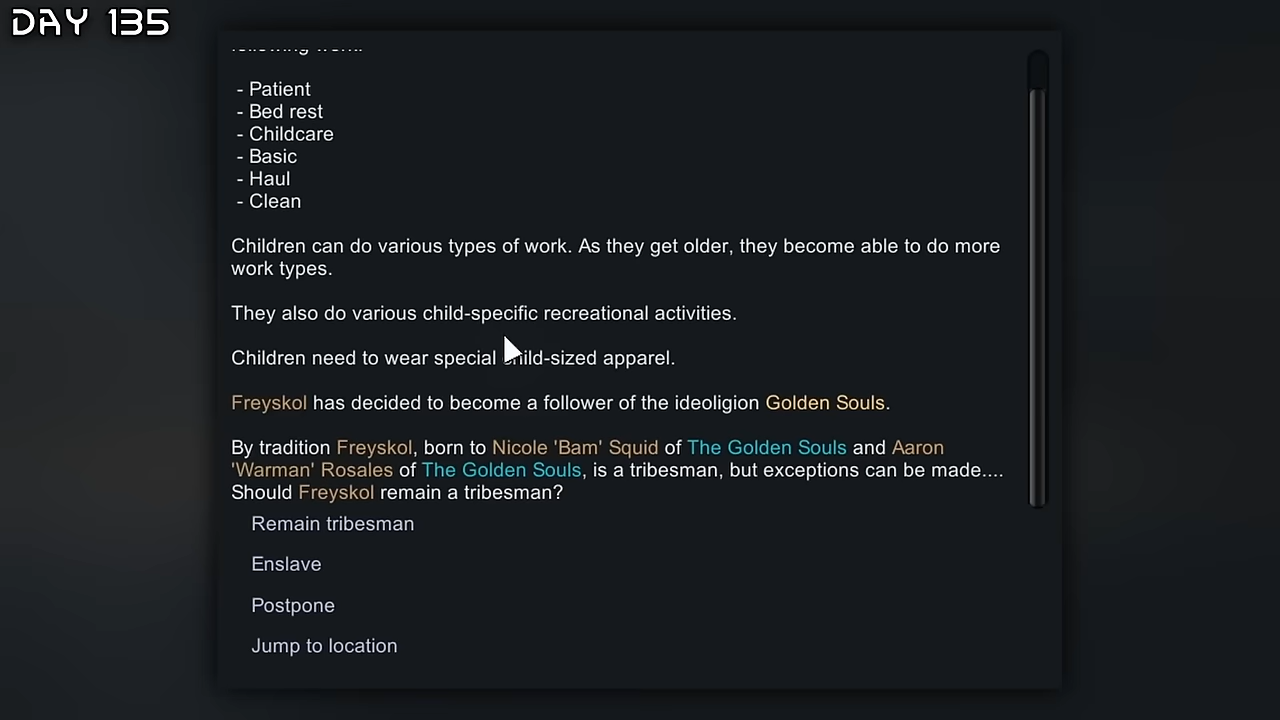 DAY 135
following work:
- Patient
- Bed rest
- Childcare
- Basic
- Haul
- Clean
Children can do various types of work. As they get older, they become able to do more
work types.
They also do various child-specific recreational activities.
Children need to wear special child-sized apparel.
Freyskol has decided to become a follower of the ideoligion Golden Souls.
By tradition Freyskol, born to Nicole 'Bam' Squid of The Golden Souls and Aaron
'Warman' Rosales of The Golden Souls, is a tribesman, but exceptions can be made....
Should Freyskol remain a tribesman?
Remain tribesman
Enslave
Postpone
Jump to location